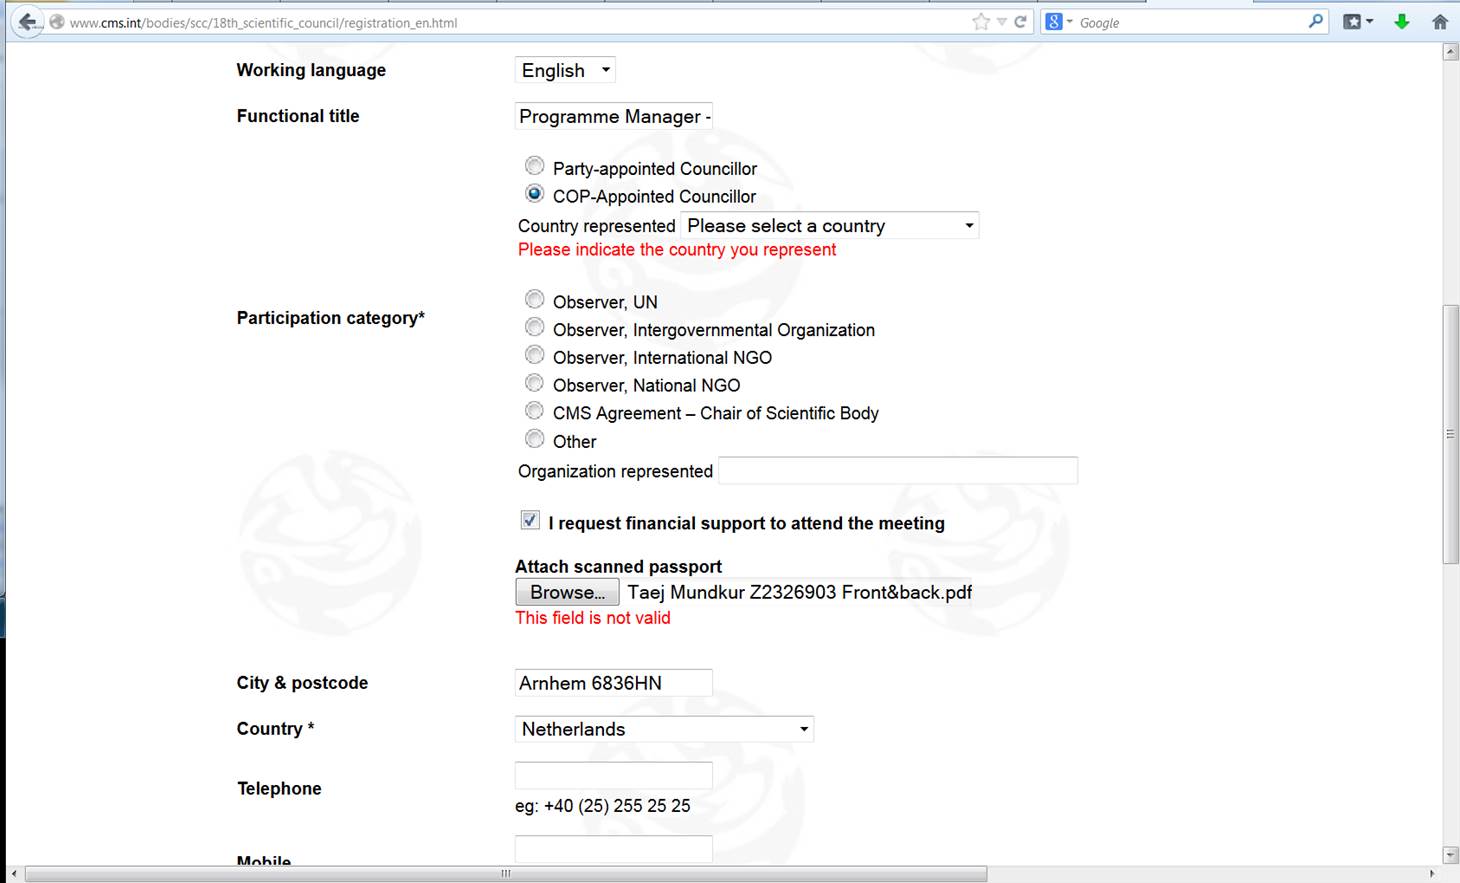 www.cms.int/bodies/scc/18th_scientific_council/registration_en.html
8
Google
Working language
English
Functional title
Programme Manager -
Party-appointed Councillor
COP-Appointed Councillor
Country represented Please select a country
Please indicate the country you represent
Observer, UN
Participation category*
Observer, Intergovernmental Organization
Observer, International NGO
Observer, National NGO
CMS Agreement – Chair of Scientific Body
Other
Organization represented
I request financial support to attend the meeting
Attach scanned passport
Browse... Taej Mundkur Z2326903 Front&back.pdf
This field is not valid
City & postcode
Arnhem 6836HN
Country *
Netherlands
Telephone
eg: +40 (25) 255 25 25
Mobile